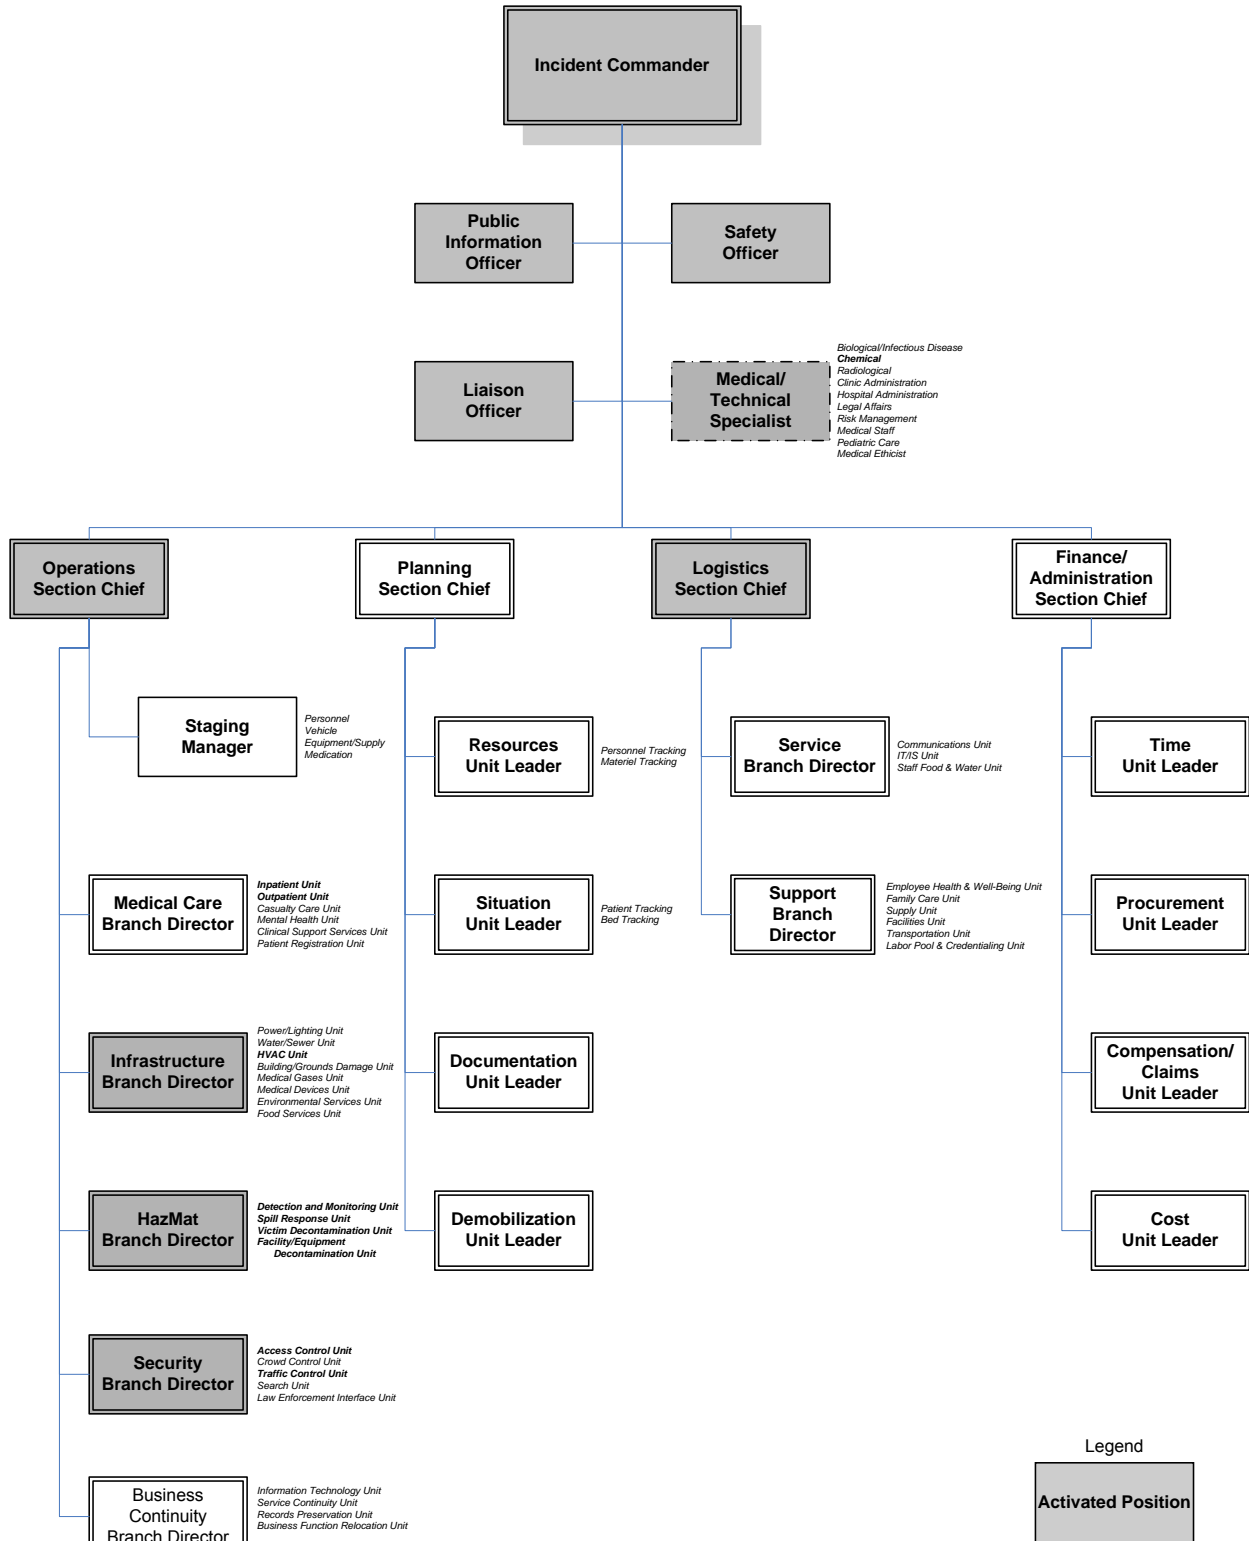 Incident Commander
Public
Information
Officer
Safety
Officer
Liaison
Officer
Medical/
Technical
Specialist
Biological/Infectious Disease
Chemical
Radiological
Clinic Administration
Hospital Administration
Legal Affairs
Risk Management
Medical Staff
Pediatric Care
Medical Ethicist
Operations
Section Chief
Planning
Section Chief
Logistics
Section Chief
Finance/
Administration
Section Chief
Staging
Manager
Personnel
Vehicle
Equipment/Supply
Medication
Resources
Unit Leader
Personnel Tracking
Materiel Tracking
Service
Branch Director
Communications Unit
IT/IS Unit
Staff Food & Water Unit
Time
Unit Leader
Medical Care
Branch Director
Inpatient Unit
Outpatient Unit
Casualty Care Unit
Mental Health Unit
Clinical Support Services Unit
Patient Registration Unit
Situation
Unit Leader
Patient Tracking
Bed Tracking
Support
Branch
Director
Employee Health & Well-Being Unit
Family Care Unit
Supply Unit
Facilities Unit
Transportation Unit
Labor Pool & Credentialing Unit
Procurement
Unit Leader
Infrastructure
Branch Director
Power/Lighting Unit
Water/Sewer Unit
HVAC Unit
Building/Grounds Damage Unit
Medical Gases Unit
Medical Devices Unit
Environmental Services Unit
Food Services Unit
Documentation
Unit Leader
Compensation/
Claims
Unit Leader
HazMat
Branch Director
Detection and Monitoring Unit
Spill Response Unit
Victim Decontamination Unit
Facility/Equipment
Decontamination Unit
Demobilization
Unit Leader
Cost
Unit Leader
Security
Branch Director
Access Control Unit
Crowd Control Unit
Traffic Control Unit
Search Unit
Law Enforcement Interface Unit
Business
Continuity
Branch Director
Information Technology Unit
Service Continuity Unit
Records Preservation Unit
Business Function Relocation Unit
Legend
Activated Position